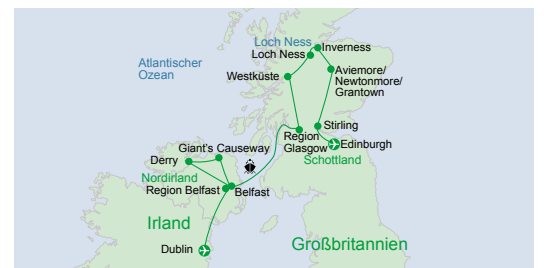 Loch Ness
Inverness
Loch Ness
Atlantischer
Ozean
Westküste
Aviemore/
Newtonmore/
Grantown
Stirling
Region
Glasgow
Edinburgh
Schottland
Giant's Causeway
Derry
Nordirland
Region Belfast
Belfast
Irland
Großbritannien
Dublin